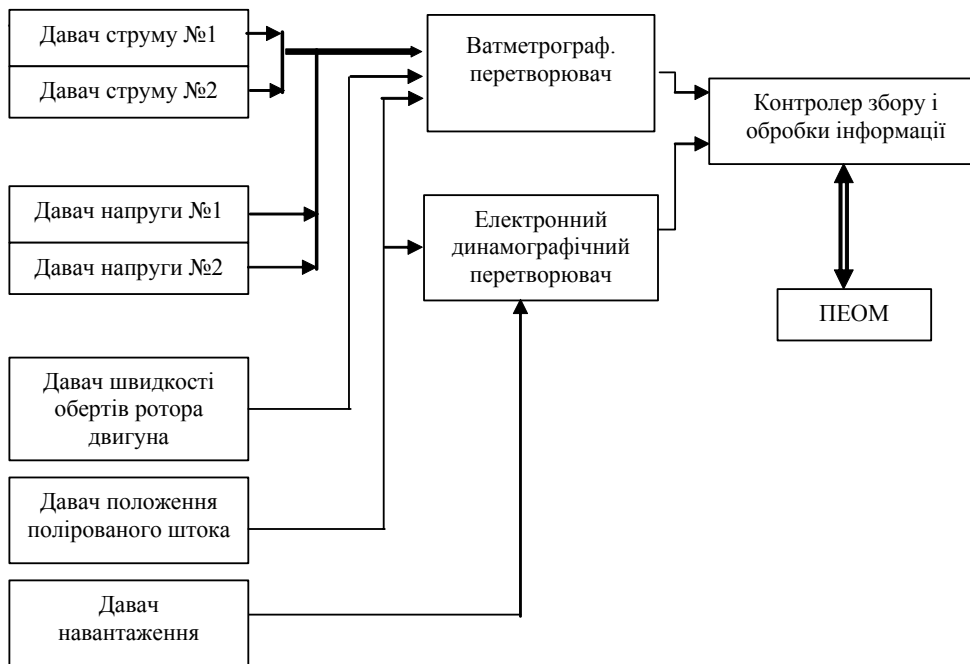 Давач струму №1
Давач струму №2
Ватметрограф.
перетворювач
Контролер збору і
обробки інформації
Давач напруги №1
Давач напруги №2
Електронний
динамографічний
перетворювач
ПЕОМ
Давач швидкості
обертів ротора
двигуна
Давач положення
полірованого штока
Давач
навантаження